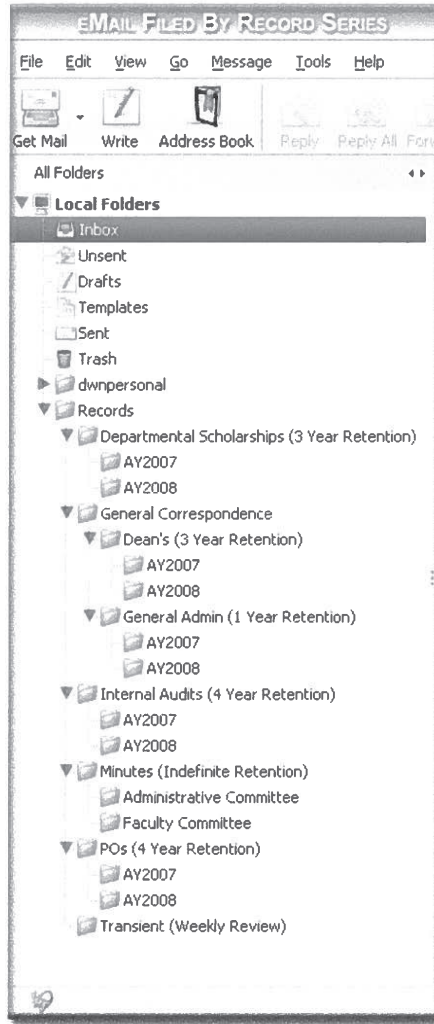 EMAIL FILED BY RECORD SERIES
File Edit View Go Message Tools Help
Get Mail Write Address Book Reply Reply All Forw
All Folders
Local Folders
Inbox
Unsent
Drafts
Templates
Sent
Trash
dwnpersonal
Records
Departmental Scholarships (3 Year Retention)
AY2007
AY2008
General Correspondence
Dean's (3 Year Retention)
AY2007
AY2008
General Admin (1 Year Retention)
AY2007
AY2008
Internal Audits (4 Year Retention)
AY2007
AY2008
Minutes (Indefinite Retention)
Administrative Committee
Faculty Committee
POs (4 Year Retention)
AY2007
AY2008
Transient (Weekly Review)